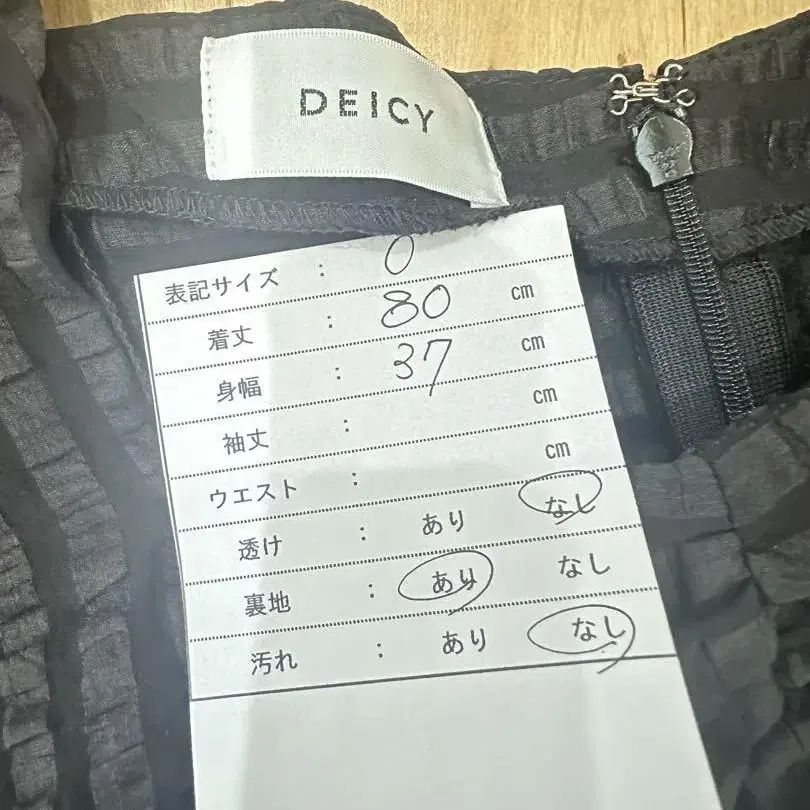 DEICY
表記サイズ : 0
着丈 : 80 cm
身幅 : 37 cm
袖丈 : cm
ウエスト : cm
透け : あり なし
裏地 : あり なし
汚れ : あり なし